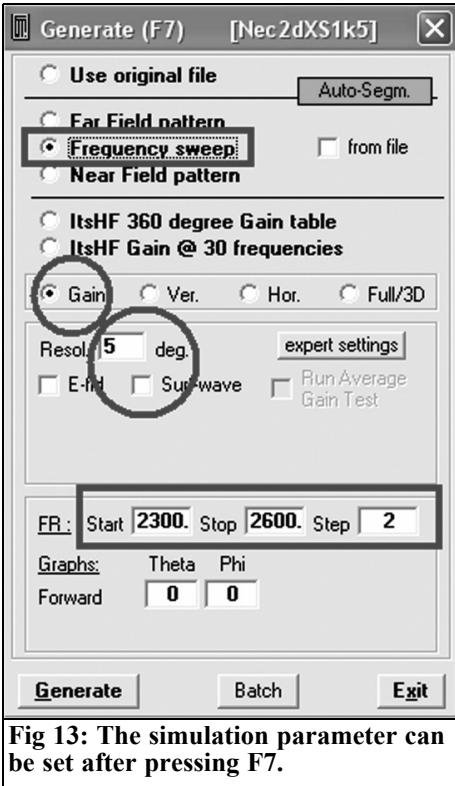 Generate (F7) [Nec2dXS1k5]
Use original file
Auto-Segm.
Far Field pattern
Frequency sweep
from file
Near Field pattern
ItsHF 360 degree Gain table
ItsHF Gain @ 30 frequencies
Gain Ver. Hor. Full/3D
Resol. 5 deg. expert settings
E-fld Surf-wave Run Average
Gain Test
FR : Start 2300. Stop 2600. Step 2
Graphs: Theta Phi
Forward 0 0
Generate Batch Exit
Fig 13: The simulation parameter can
be set after pressing F7.